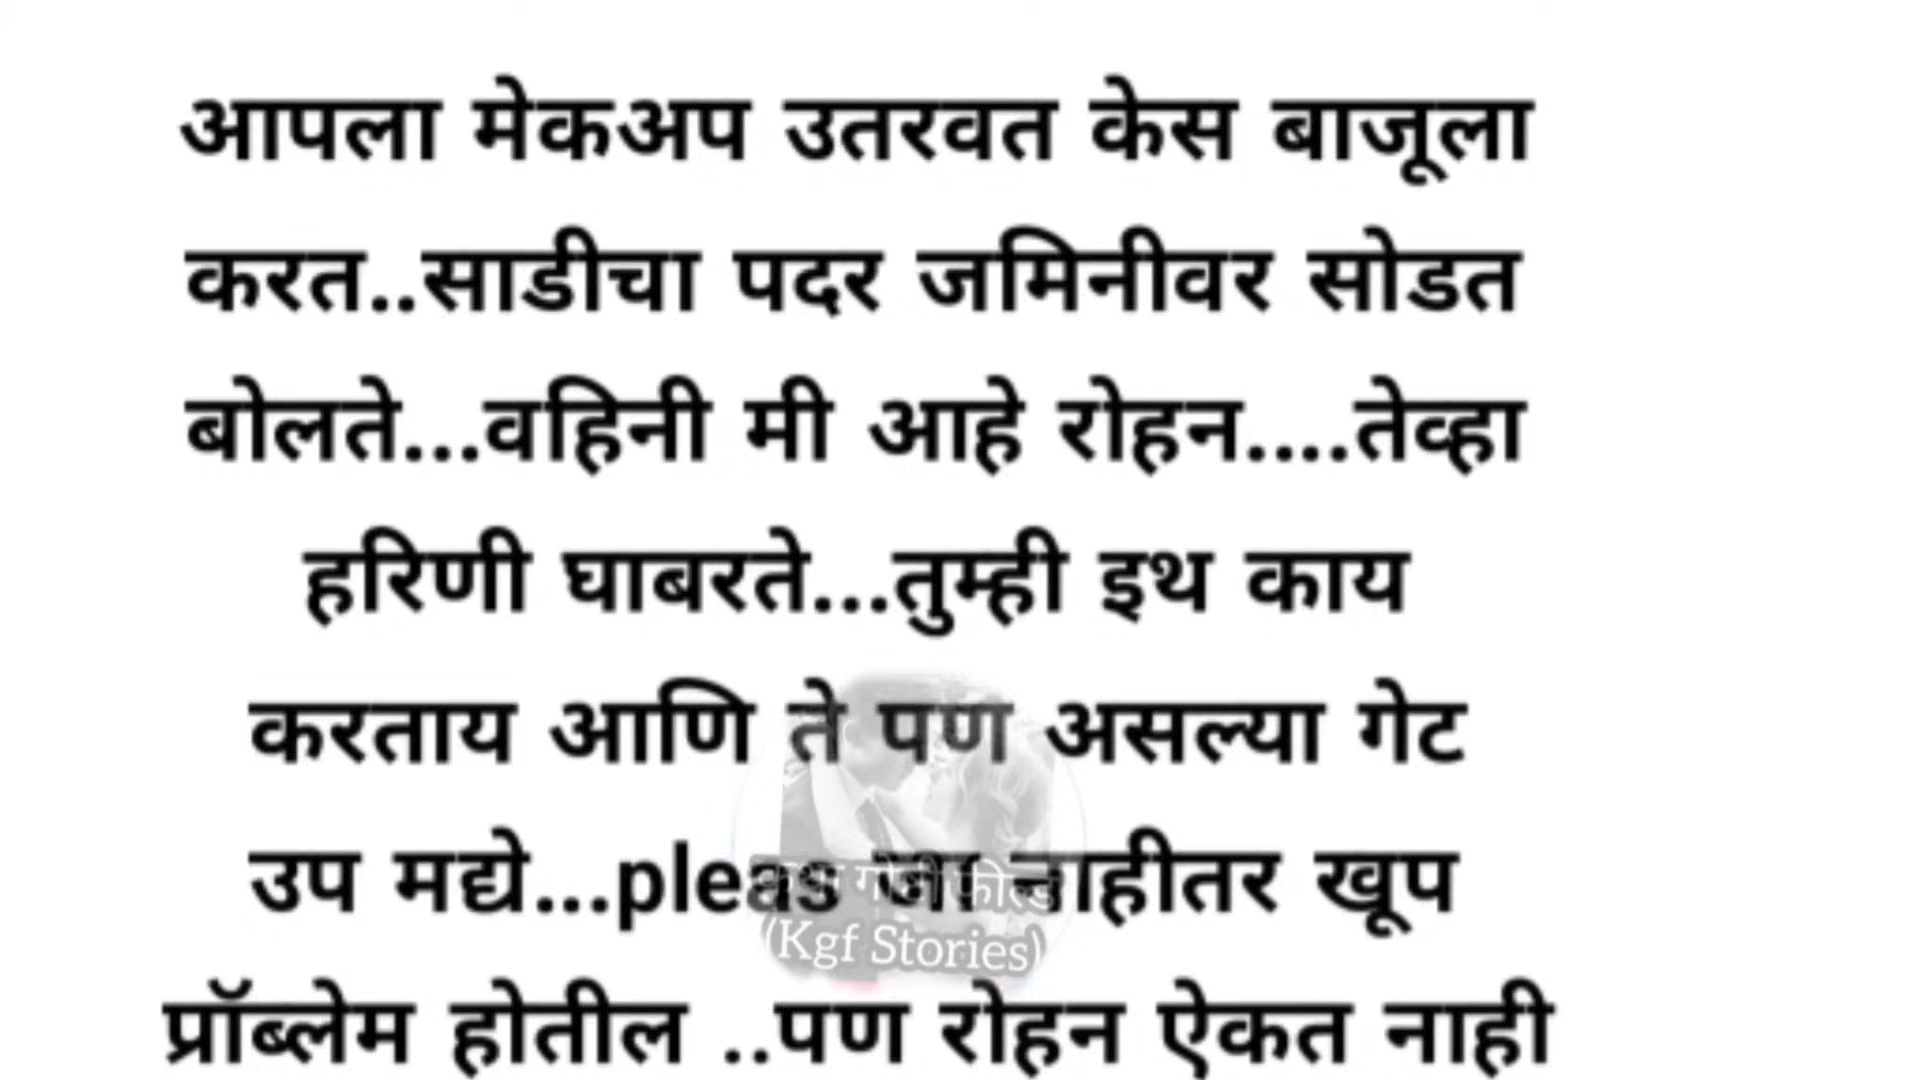 आपला मेकअप उतरवत केस बाजूला
करत..साडीचा पदर जमिनीवर सोडत
बोलते...वहिनी मी आहे रोहन....तेव्हा
हरिणी घाबरते...तुम्ही इथ काय
करताय आणि ते पण असल्या गेट
उप मद्ये...pleas जा नाहीतर खूप
गोष्टी फील्ड
(Kgf Stories)
प्रॉब्लेम होतील ..पण रोहन ऐकत नाही